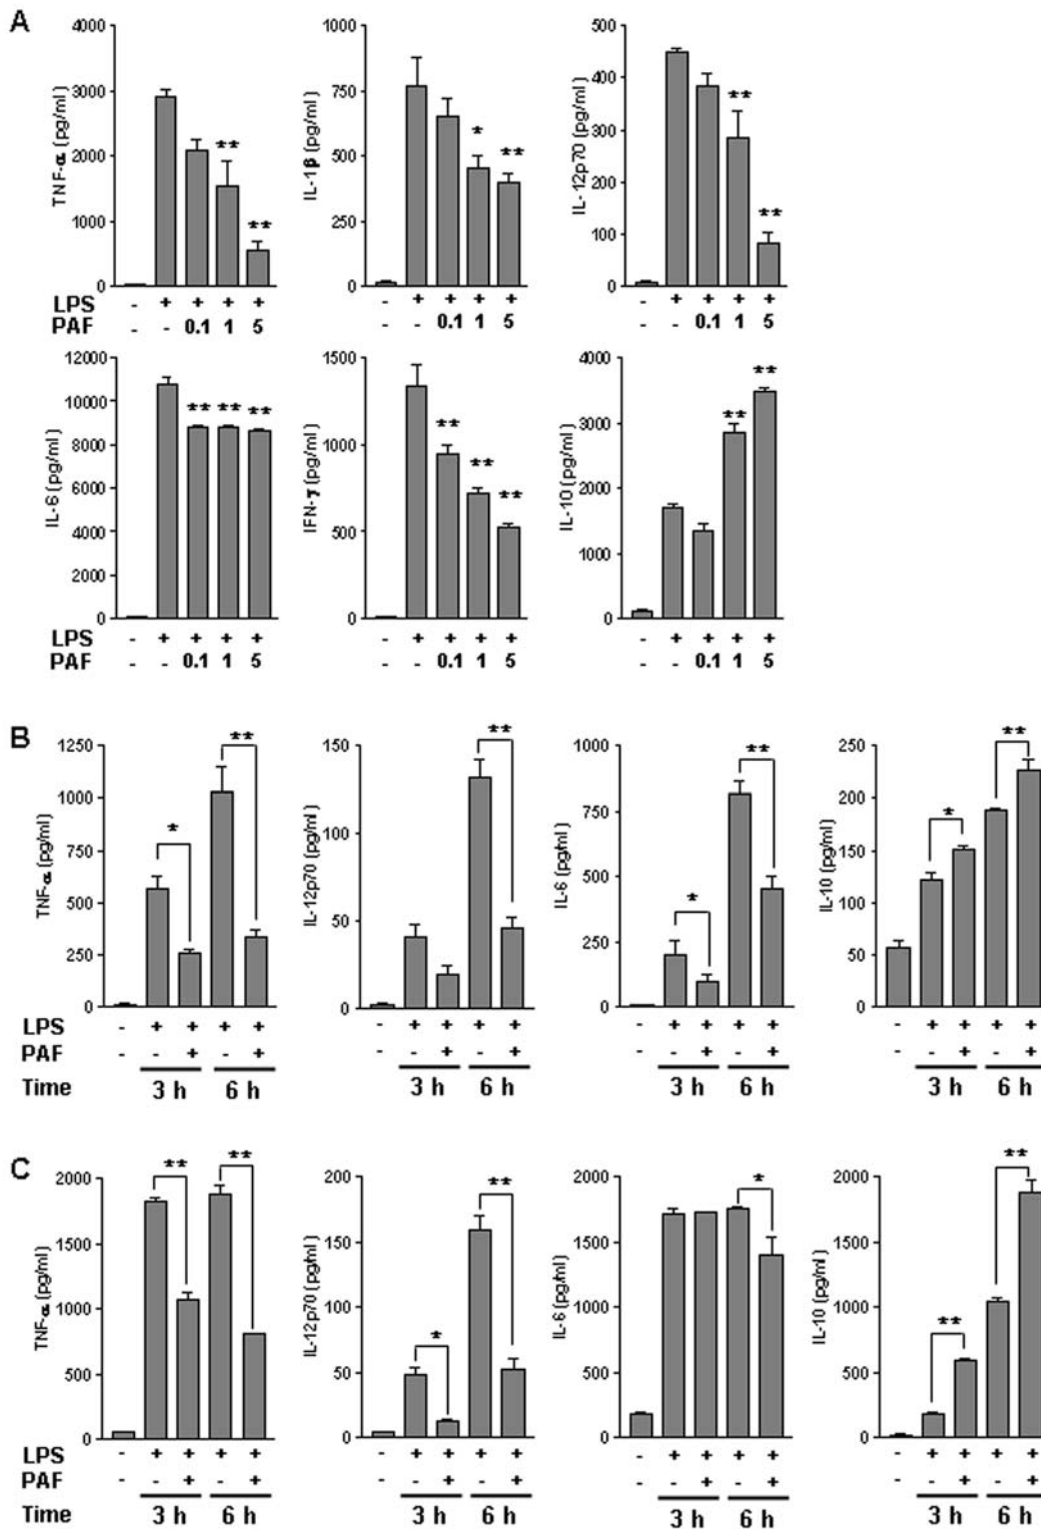 A
TNF-α (pg/ml)
4000
3000
2000
1000
0
**
**
LPS - + + + +
PAF - - 0.1 1 5
IL-1β (pg/ml)
1000
750
500
250
0
*
**
- + + + +
- - 0.1 1 5
IL-12p70 (pg/ml)
500
400
300
200
100
0
**
**
- + + + +
- - 0.1 1 5
IL-6 (pg/ml)
12000
10000
8000
6000
4000
2000
0
** ** **
LPS - + + + +
PAF - - 0.1 1 5
IFN-γ (pg/ml)
1500
1000
500
0
**
**
**
- + + + +
- - 0.1 1 5
IL-10 (pg/ml)
4000
3000
2000
1000
0
**
**
- + + + +
- - 0.1 1 5
B
TNF-α (pg/ml)
1250
1000
750
500
250
0
**
*
LPS - + + + +
PAF - - + - +
Time 3 h 6 h
IL-12p70 (pg/ml)
150
100
50
0
**
- + + + +
- - + - +
3 h 6 h
IL-6 (pg/ml)
1000
750
500
250
0
**
*
- + + + +
- - + - +
3 h 6 h
IL-10 (pg/ml)
250
200
150
100
50
0
**
*
- + + + +
- - + - +
3 h 6 h
C
TNF-α (pg/ml)
2000
1500
1000
500
0
** **
LPS - + + + +
PAF - - + - +
Time 3 h 6 h
IL-12p70 (pg/ml)
200
150
100
50
0
**
*
- + + + +
- - + - +
3 h 6 h
IL-6 (pg/ml)
2000
1500
1000
500
0
*
- + + + +
- - + - +
3 h 6 h
IL-10 (pg/ml)
2000
1500
1000
500
0
**
**
- + + + +
- - + - +
3 h 6 h